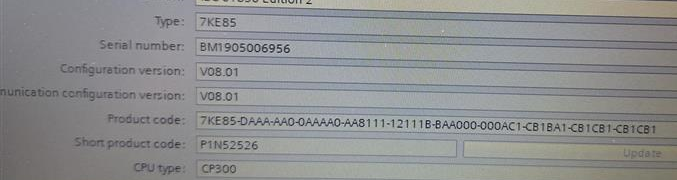 Type: 7KE85
Serial number: BM1905006956
Configuration version: V08.01
munication configuration version: V08.01
Product code: 7KE85-DAAA-AA0-0AAAA0-AA8111-12111B-BAA000-000AC1-CB1BA1-CB1CB1-CB1CB1
Short product code: P1N52526 Update
CPU type: CP300